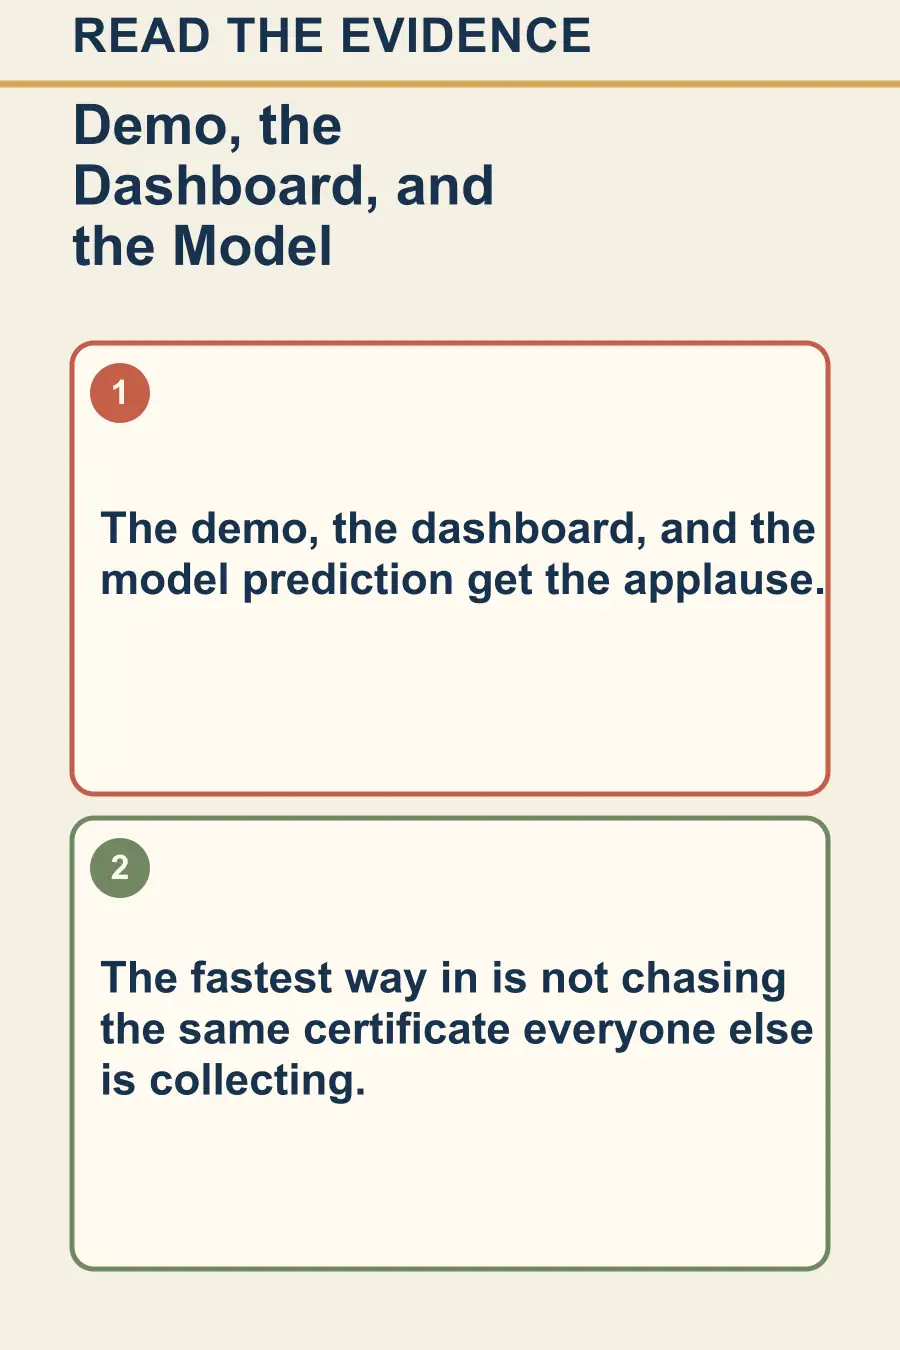 READ THE EVIDENCE
Demo, the
Dashboard, and
the Model
1
The demo, the dashboard, and the
model prediction get the applause.
2
The fastest way in is not chasing
the same certificate everyone else
is collecting.